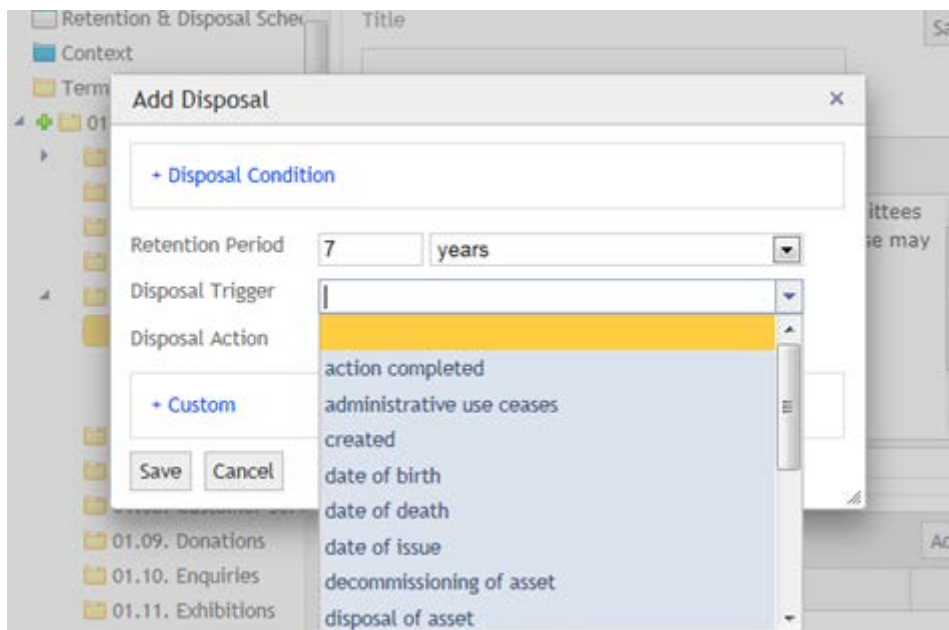 Retention & Disposal Sche
Title
Sa
Context
Term
Add Disposal
01
+ Disposal Condition
ittees
se may
Retention Period 7 years
Disposal Trigger
Disposal Action
action completed
+ Custom
administrative use ceases
created
Save Cancel
date of birth
date of death
date of issue
01.09. Donations
Ad
01.10. Enquiries
decommissioning of asset
01.11. Exhibitions
disposal of asset